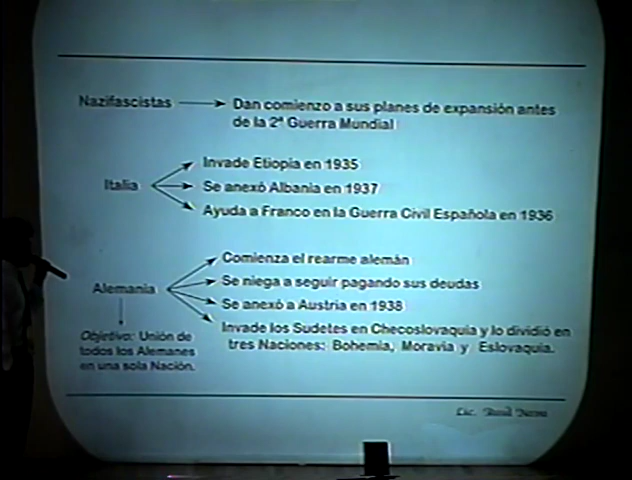 Nazifascistas
Dan comienzo a sus planes de expansión antes
de la 2ª Guerra Mundial
Italia
Invade Etiopia en 1935
Se anexó Albania en 1937
Ayuda a Franco en la Guerra Civil Española en 1936
Alemania
Comienza el rearme alemán
Se niega a seguir pagando sus deudas
Se anexó a Austria en 1938
Invade los Sudetes en Checoslovaquia y lo dividió en
tres Naciones: Bohemia, Moravia y Eslovaquia.
Objetivo: Unión de
todos los Alemanes
en una sola Nación.
Lic.